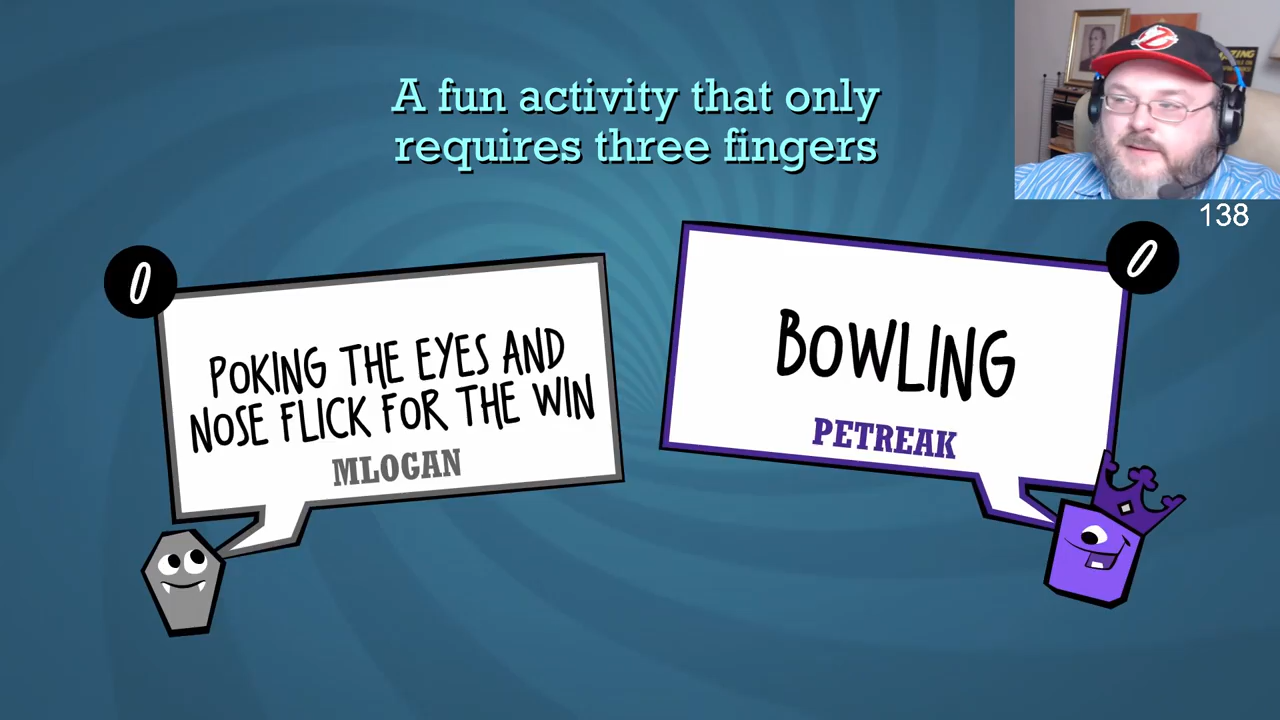 A fun activity that only
requires three fingers
138
0
POKING THE EYES AND
NOSE FLICK FOR THE WIN
MLOGAN
0
BOWLING
PETREAK